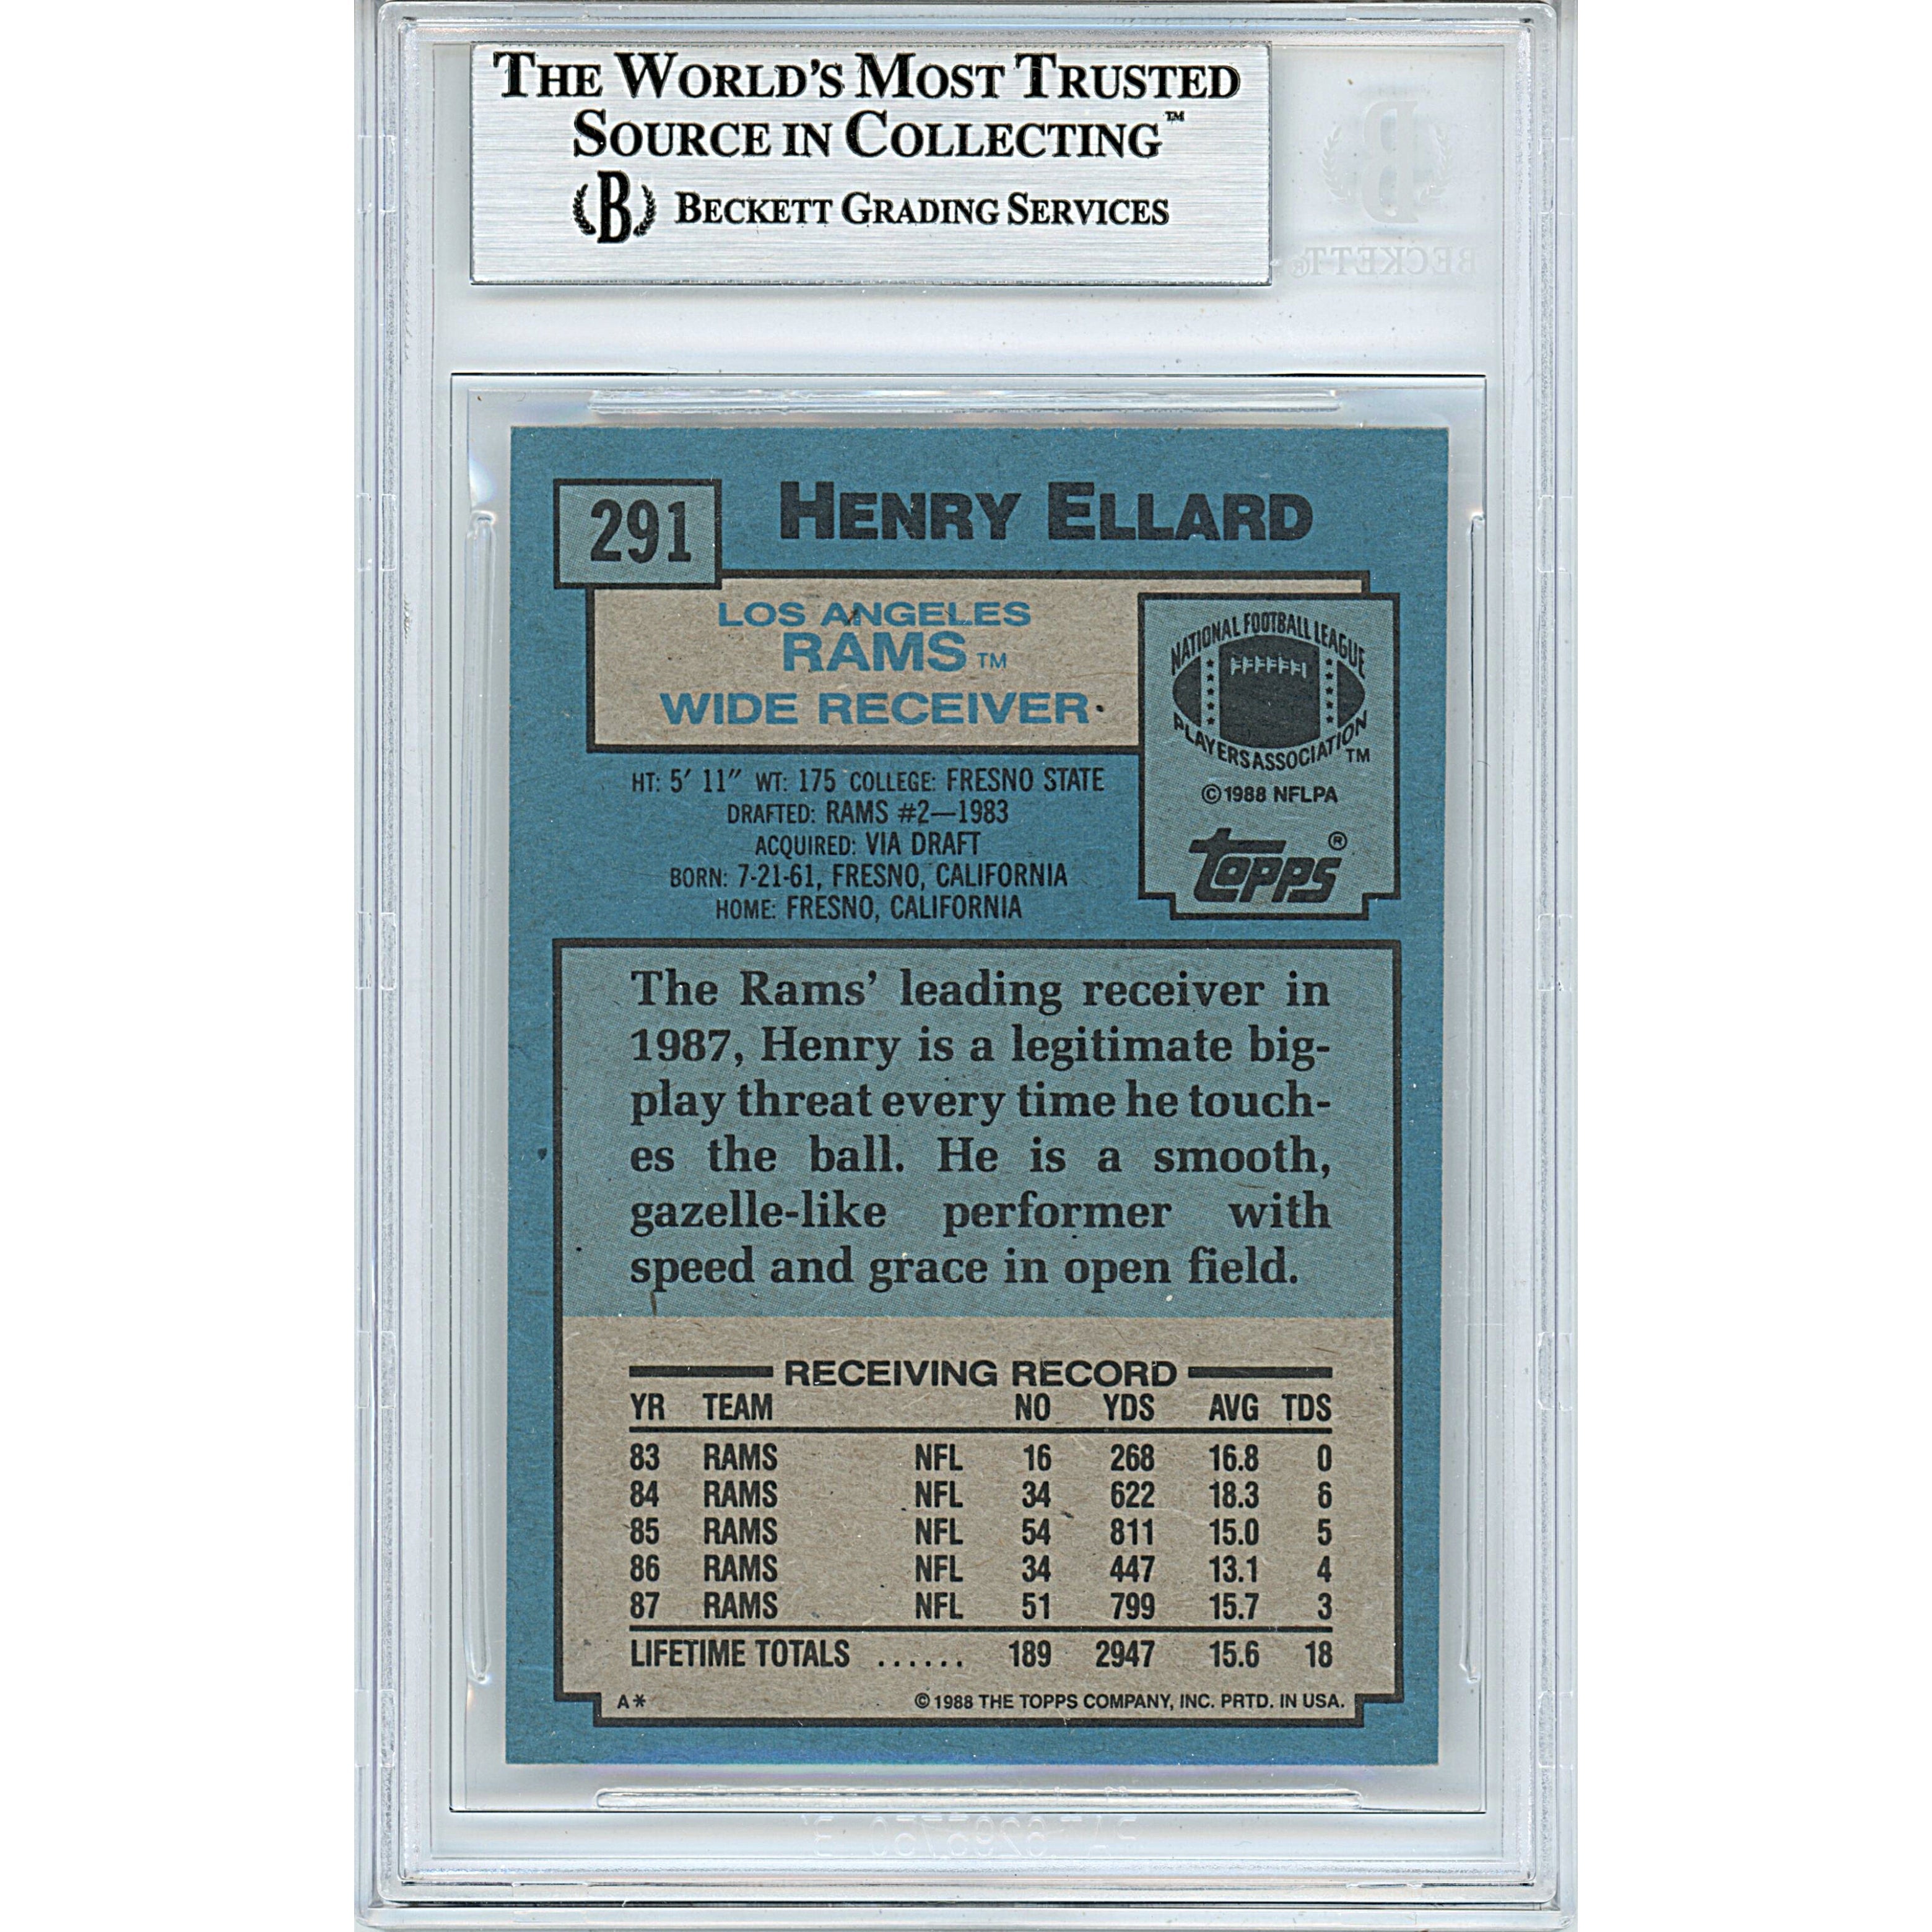 THE WORLD'S MOST TRUSTED
SOURCE IN COLLECTING™
B BECKETT GRADING SERVICES
B
BECKETT®
291 HENRY ELLARD
LOS ANGELES
RAMS TM
WIDE RECEIVER
NATIONAL FOOTBALL LEAGUE
PLAYERS ASSOCIATION TM
©1988 NFLPA
topps®
HT: 5' 11" WT: 175 COLLEGE: FRESNO STATE
DRAFTED: RAMS #2—1983
ACQUIRED: VIA DRAFT
BORN: 7-21-61, FRESNO, CALIFORNIA
HOME: FRESNO, CALIFORNIA
The Rams' leading receiver in
1987, Henry is a legitimate big-
play threat every time he touch-
es the ball. He is a smooth,
gazelle-like performer with
speed and grace in open field.
RECEIVING RECORD
YR TEAM NO YDS AVG TDS
83 RAMS NFL 16 268 16.8 0
84 RAMS NFL 34 622 18.3 6
85 RAMS NFL 54 811 15.0 5
86 RAMS NFL 34 447 13.1 4
87 RAMS NFL 51 799 15.7 3
LIFETIME TOTALS ...... 189 2947 15.6 18
A* © 1988 THE TOPPS COMPANY, INC. PRTD. IN USA.